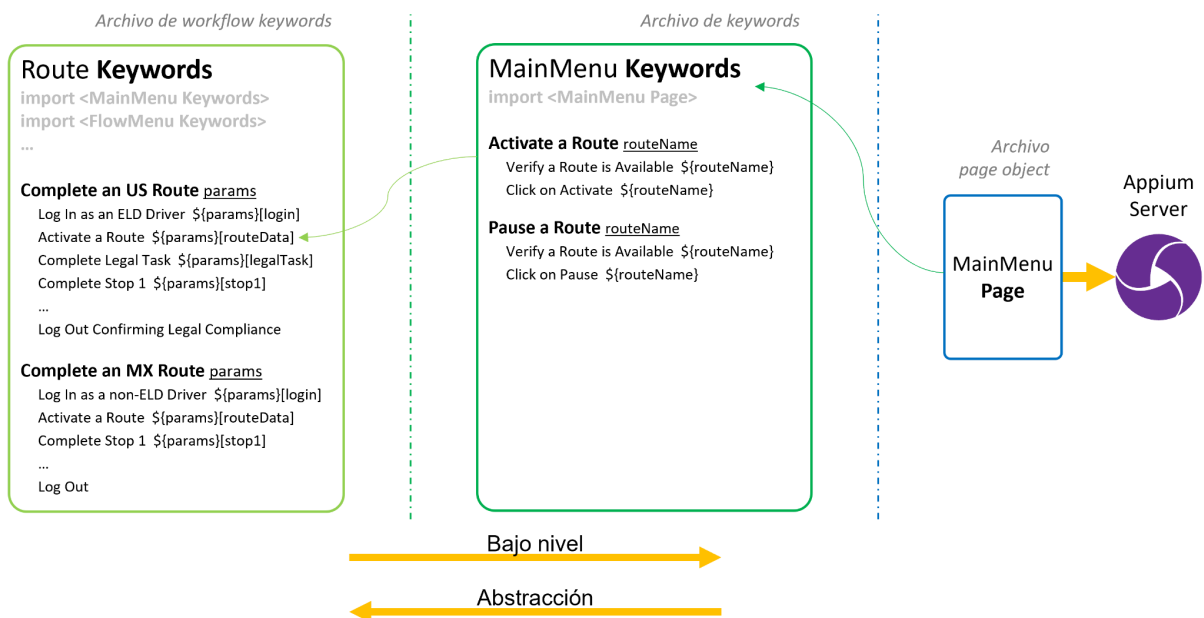 Archivo de workflow keywords
Route Keywords
import <MainMenu Keywords>
import <FlowMenu Keywords>
...
Complete an US Route params
Log In as an ELD Driver ${params}[login]
Activate a Route ${params}[routeData]
Complete Legal Task ${params}[legalTask]
Complete Stop 1 ${params}[stop1]
...
Log Out Confirming Legal Compliance
Complete an MX Route params
Log In as a non-ELD Driver ${params}[login]
Activate a Route ${params}[routeData]
Complete Stop 1 ${params}[stop1]
...
Log Out
Archivo de keywords
MainMenu Keywords
import <MainMenu Page>
Activate a Route routeName
Verify a Route is Available ${routeName}
Click on Activate ${routeName}
Pause a Route routeName
Verify a Route is Available ${routeName}
Click on Pause ${routeName}
Archivo
page object
MainMenu
Page
Appium
Server
Bajo nivel
Abstracción